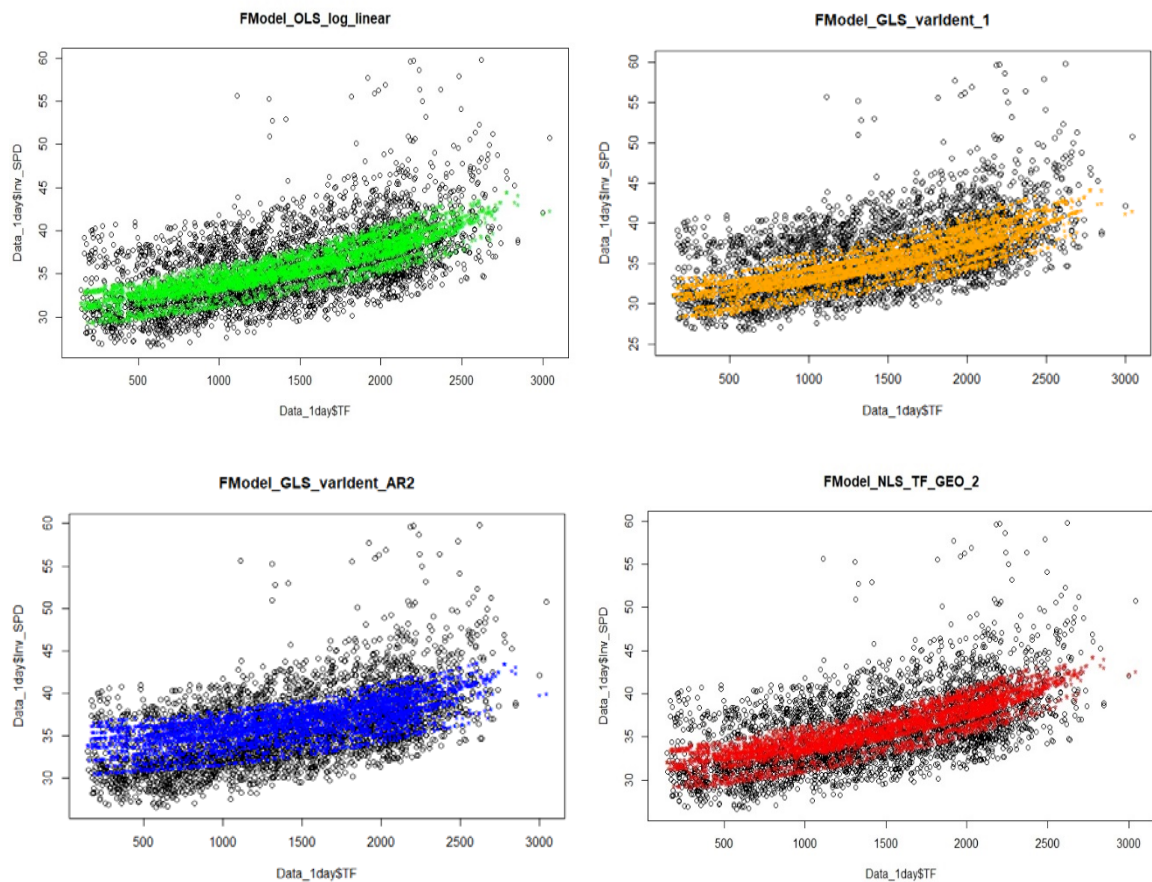 FModel_OLS_log_linear
60
55
50
45
40
35
30
Data_1day$Inv_SPD
500 1000 1500 2000 2500 3000
Data_1day$TF
FModel_GLS_varIdent_1
60
55
50
45
40
35
30
25
Data_1day$Inv_SPD
500 1000 1500 2000 2500 3000
Data_1day$TF
FModel_GLS_varIdent_AR2
60
55
50
45
40
35
30
Data_1day$Inv_SPD
500 1000 1500 2000 2500 3000
Data_1day$TF
FModel_NLS_TF_GEO_2
60
55
50
45
40
35
30
Data_1day$Inv_SPD
500 1000 1500 2000 2500 3000
Data_1day$TF